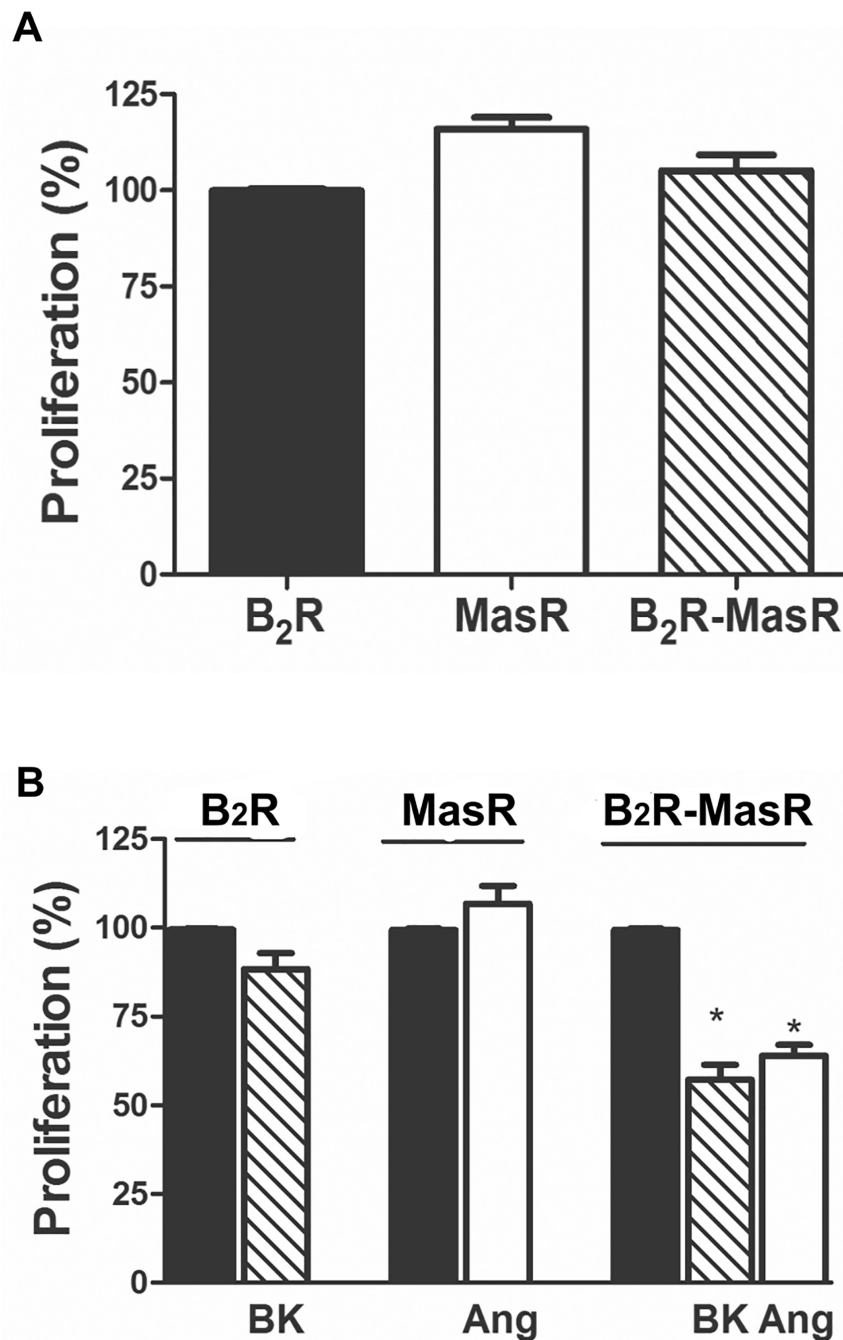 A
Proliferation (%)
125
100
75
50
25
0
B₂R
MasR
B₂R-MasR
B
B₂R
MasR
B₂R-MasR
Proliferation (%)
125
100
75
50
25
0
*
*
BK
Ang
BK Ang